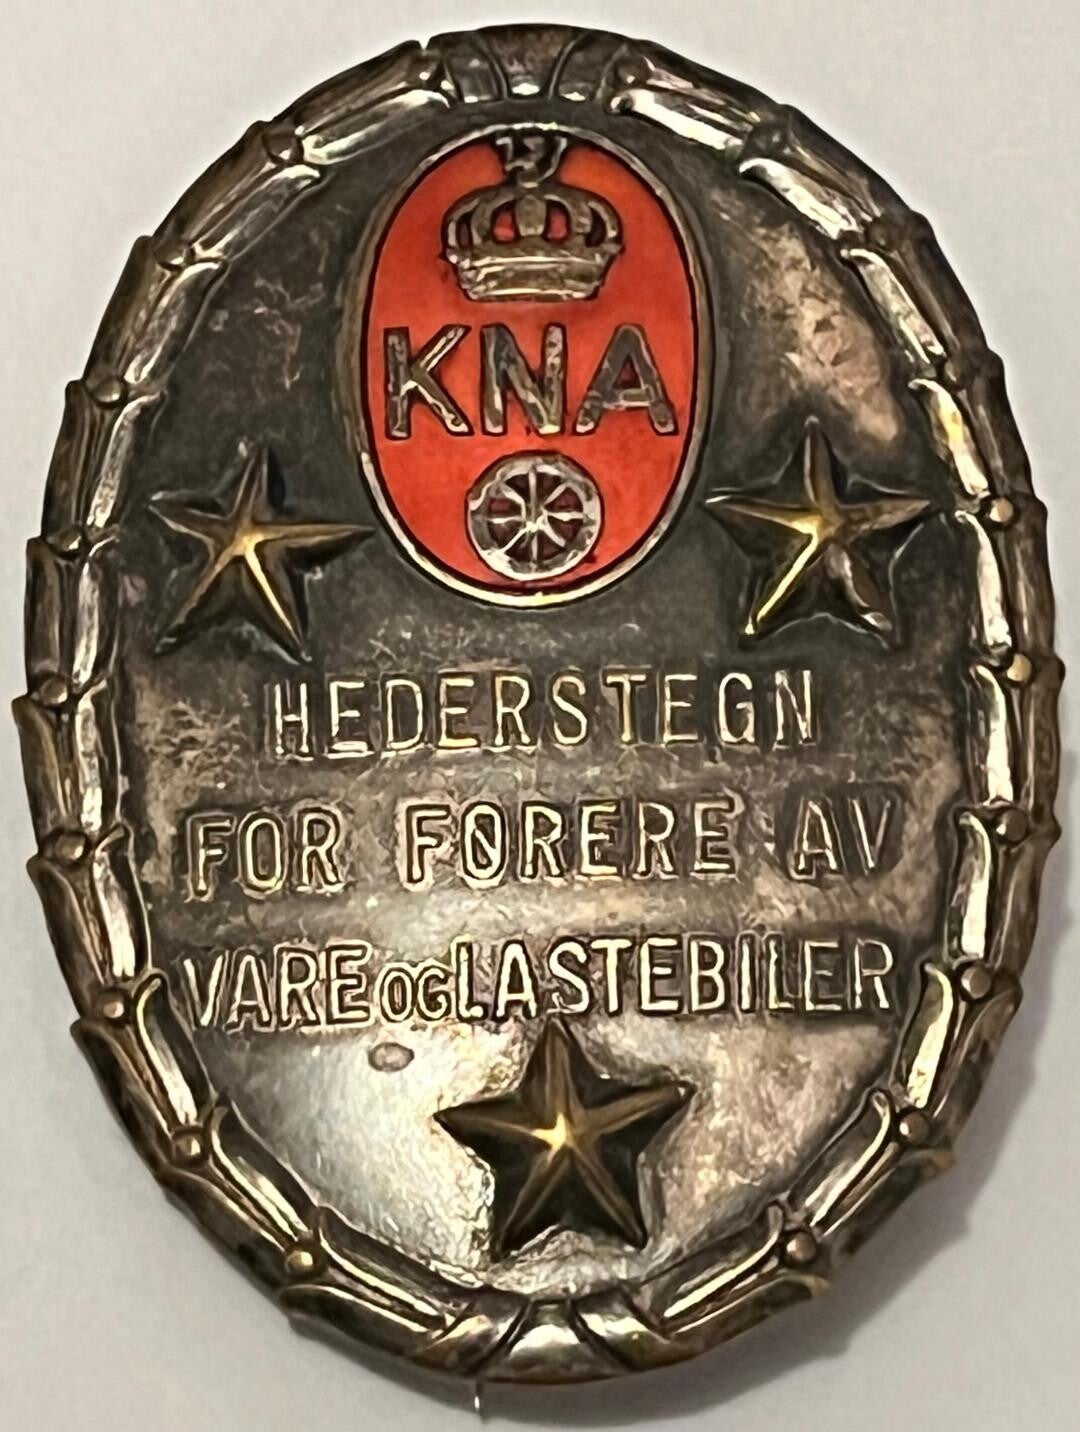 KNA
HEDERSTEGN
FOR FØRERE AV
VARE OG LASTEBILER